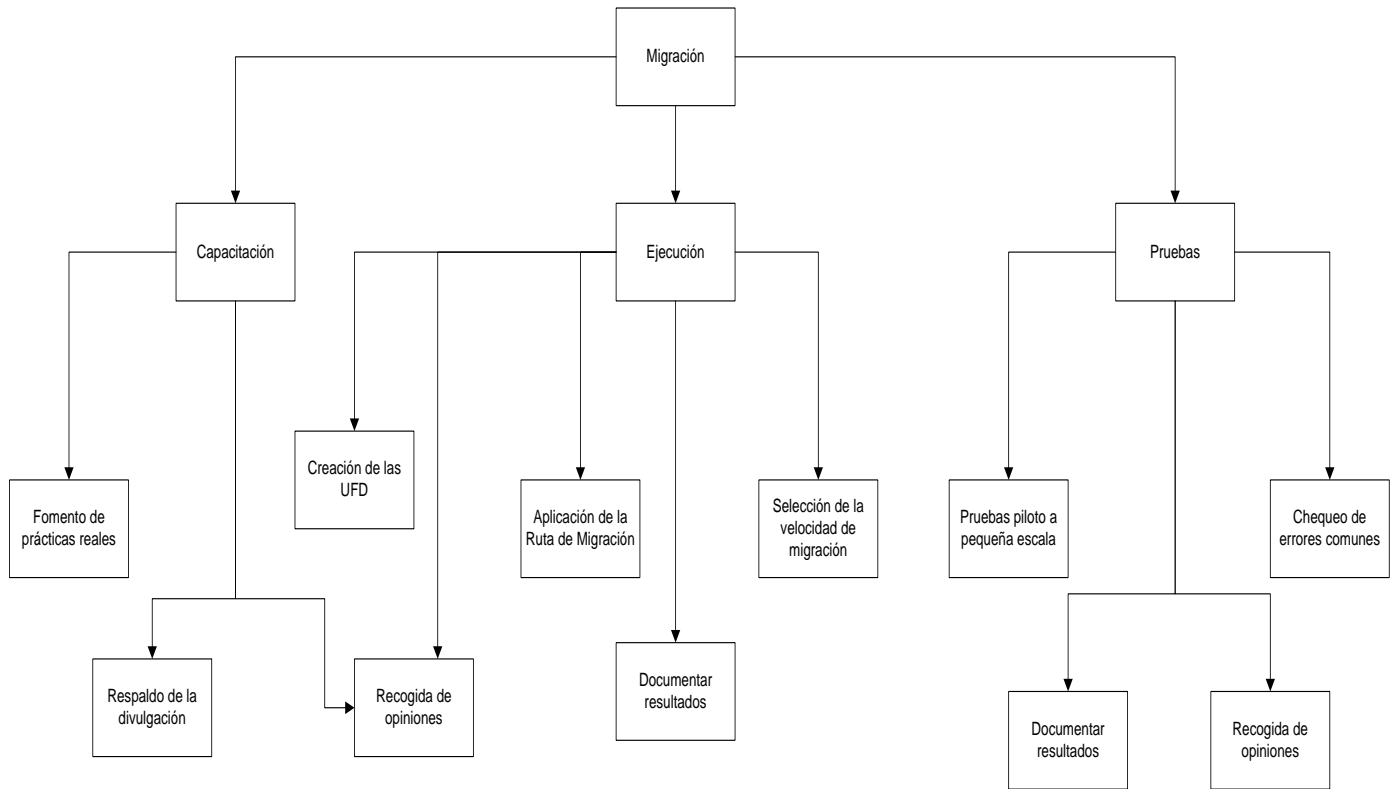 Migración
Capacitación
Ejecución
Pruebas
Creación de las
UFD
Fomento de
prácticas reales
Aplicación de la
Ruta de Migración
Selección de la
velocidad de
migración
Pruebas piloto a
pequeña escala
Chequeo de
errores comunes
Respaldo de la
divulgación
Recogida de
opiniones
Documentar
resultados
Documentar
resultados
Recogida de
opiniones